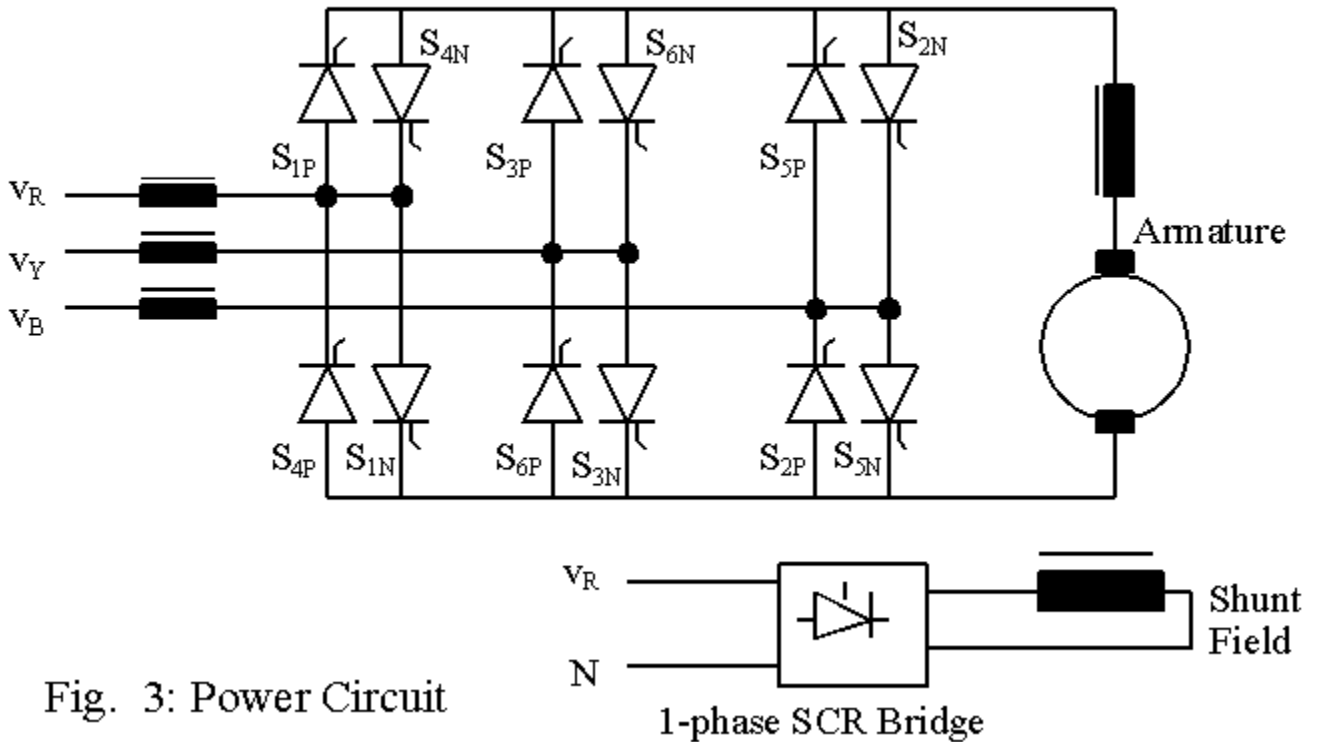 S4N
S6N
S2N
S1P
S3P
S5P
vR
vY
vB
Armature
S4P
S1N
S6P
S3N
S2P
S5N
vR
N
Shunt
Field
1-phase SCR Bridge
Fig. 3: Power Circuit